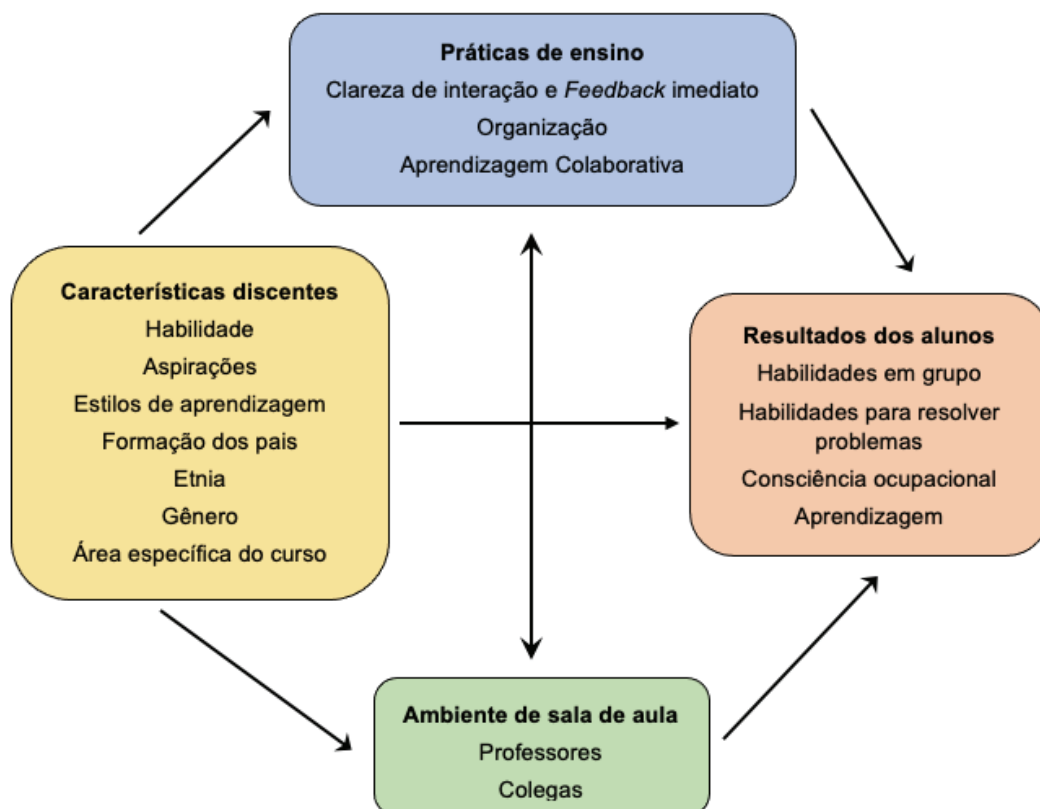 Práticas de ensino
Clareza de interação e Feedback imediato
Organização
Aprendizagem Colaborativa
Características discentes
Habilidade
Aspirações
Estilos de aprendizagem
Formação dos pais
Etnia
Gênero
Área específica do curso
Resultados dos alunos
Habilidades em grupo
Habilidades para resolver
problemas
Consciência ocupacional
Aprendizagem
Ambiente de sala de aula
Professores
Colegas